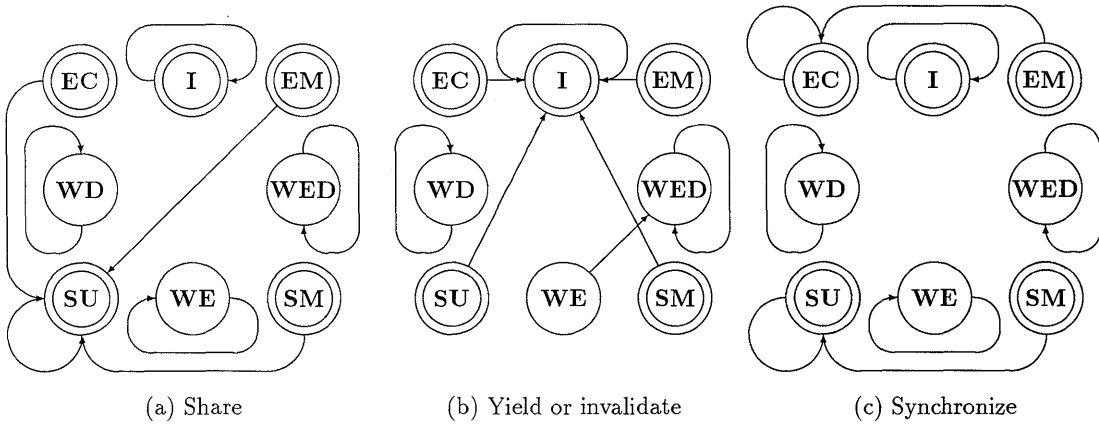 EC I EM EC I EM EC I EM
WD WED WD WED WD WED
SU WE SM SU WE SM SU WE SM
(a) Share (b) Yield or invalidate (c) Synchronize